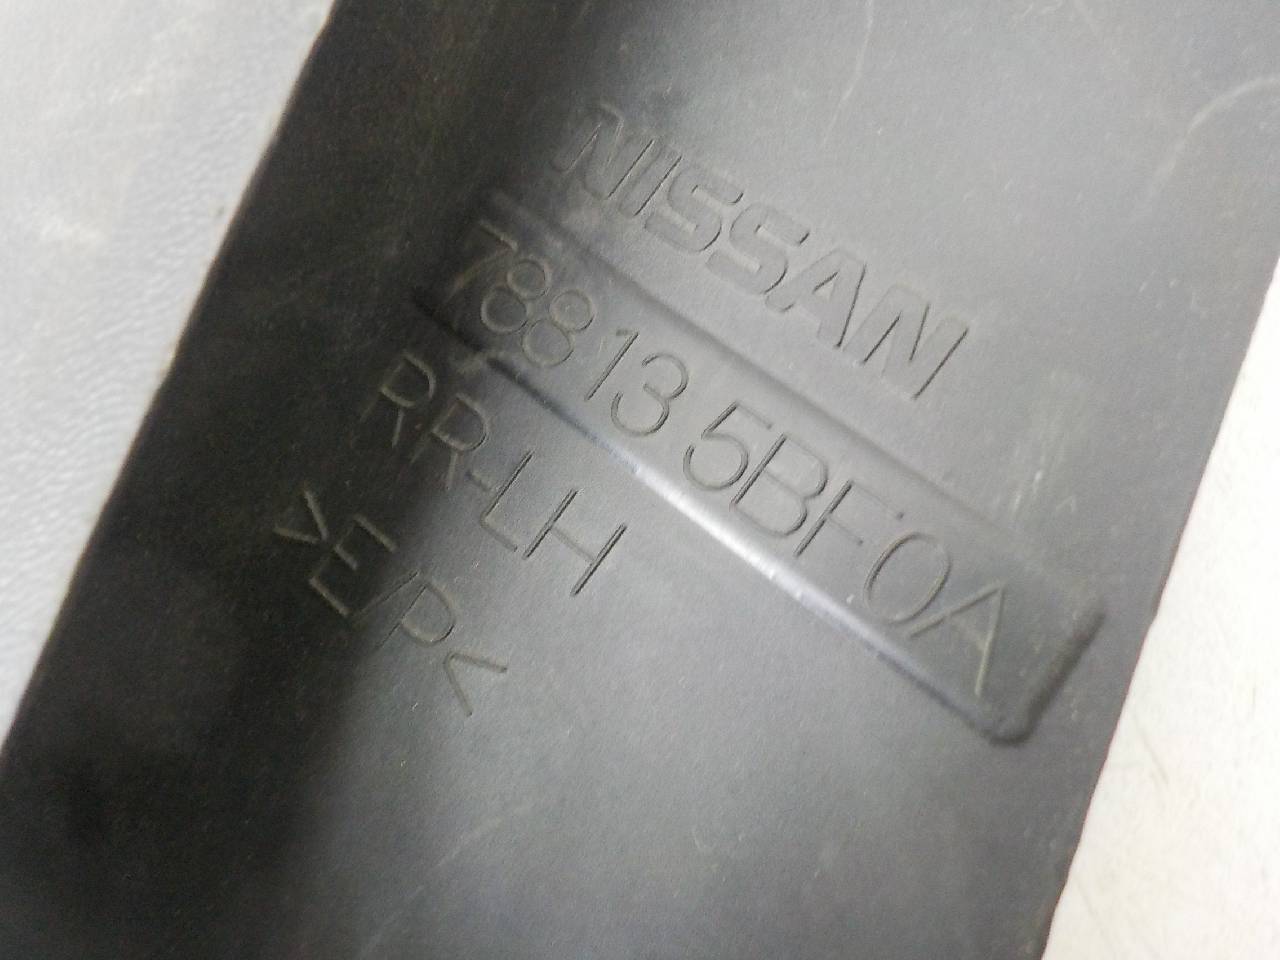 NISSAN
78813 5BF0A
RR-LH
>E/P<